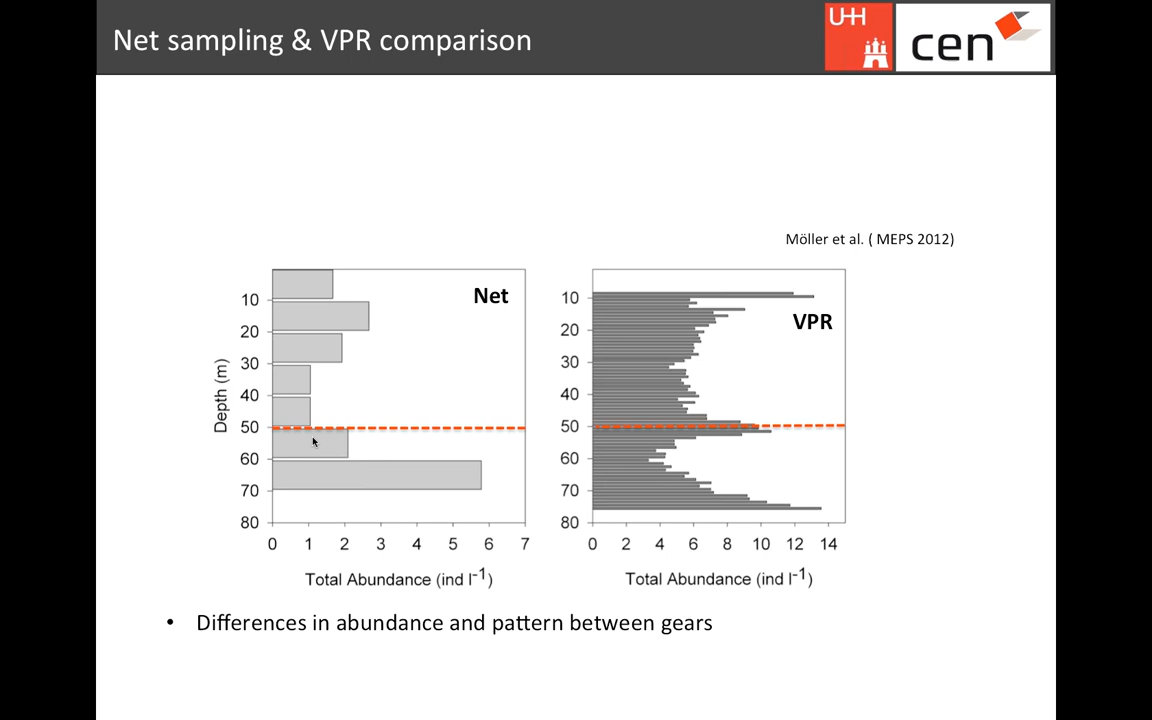 Net sampling & VPR comparison
UHH
cen
Möller et al. ( MEPS 2012)
Net
10
20
30
40
50
60
70
80
Depth (m)
0 1 2 3 4 5 6 7
Total Abundance (ind l-1)
VPR
10
20
30
40
50
60
70
80
0 2 4 6 8 10 12 14
Total Abundance (ind l-1)
• Differences in abundance and pattern between gears